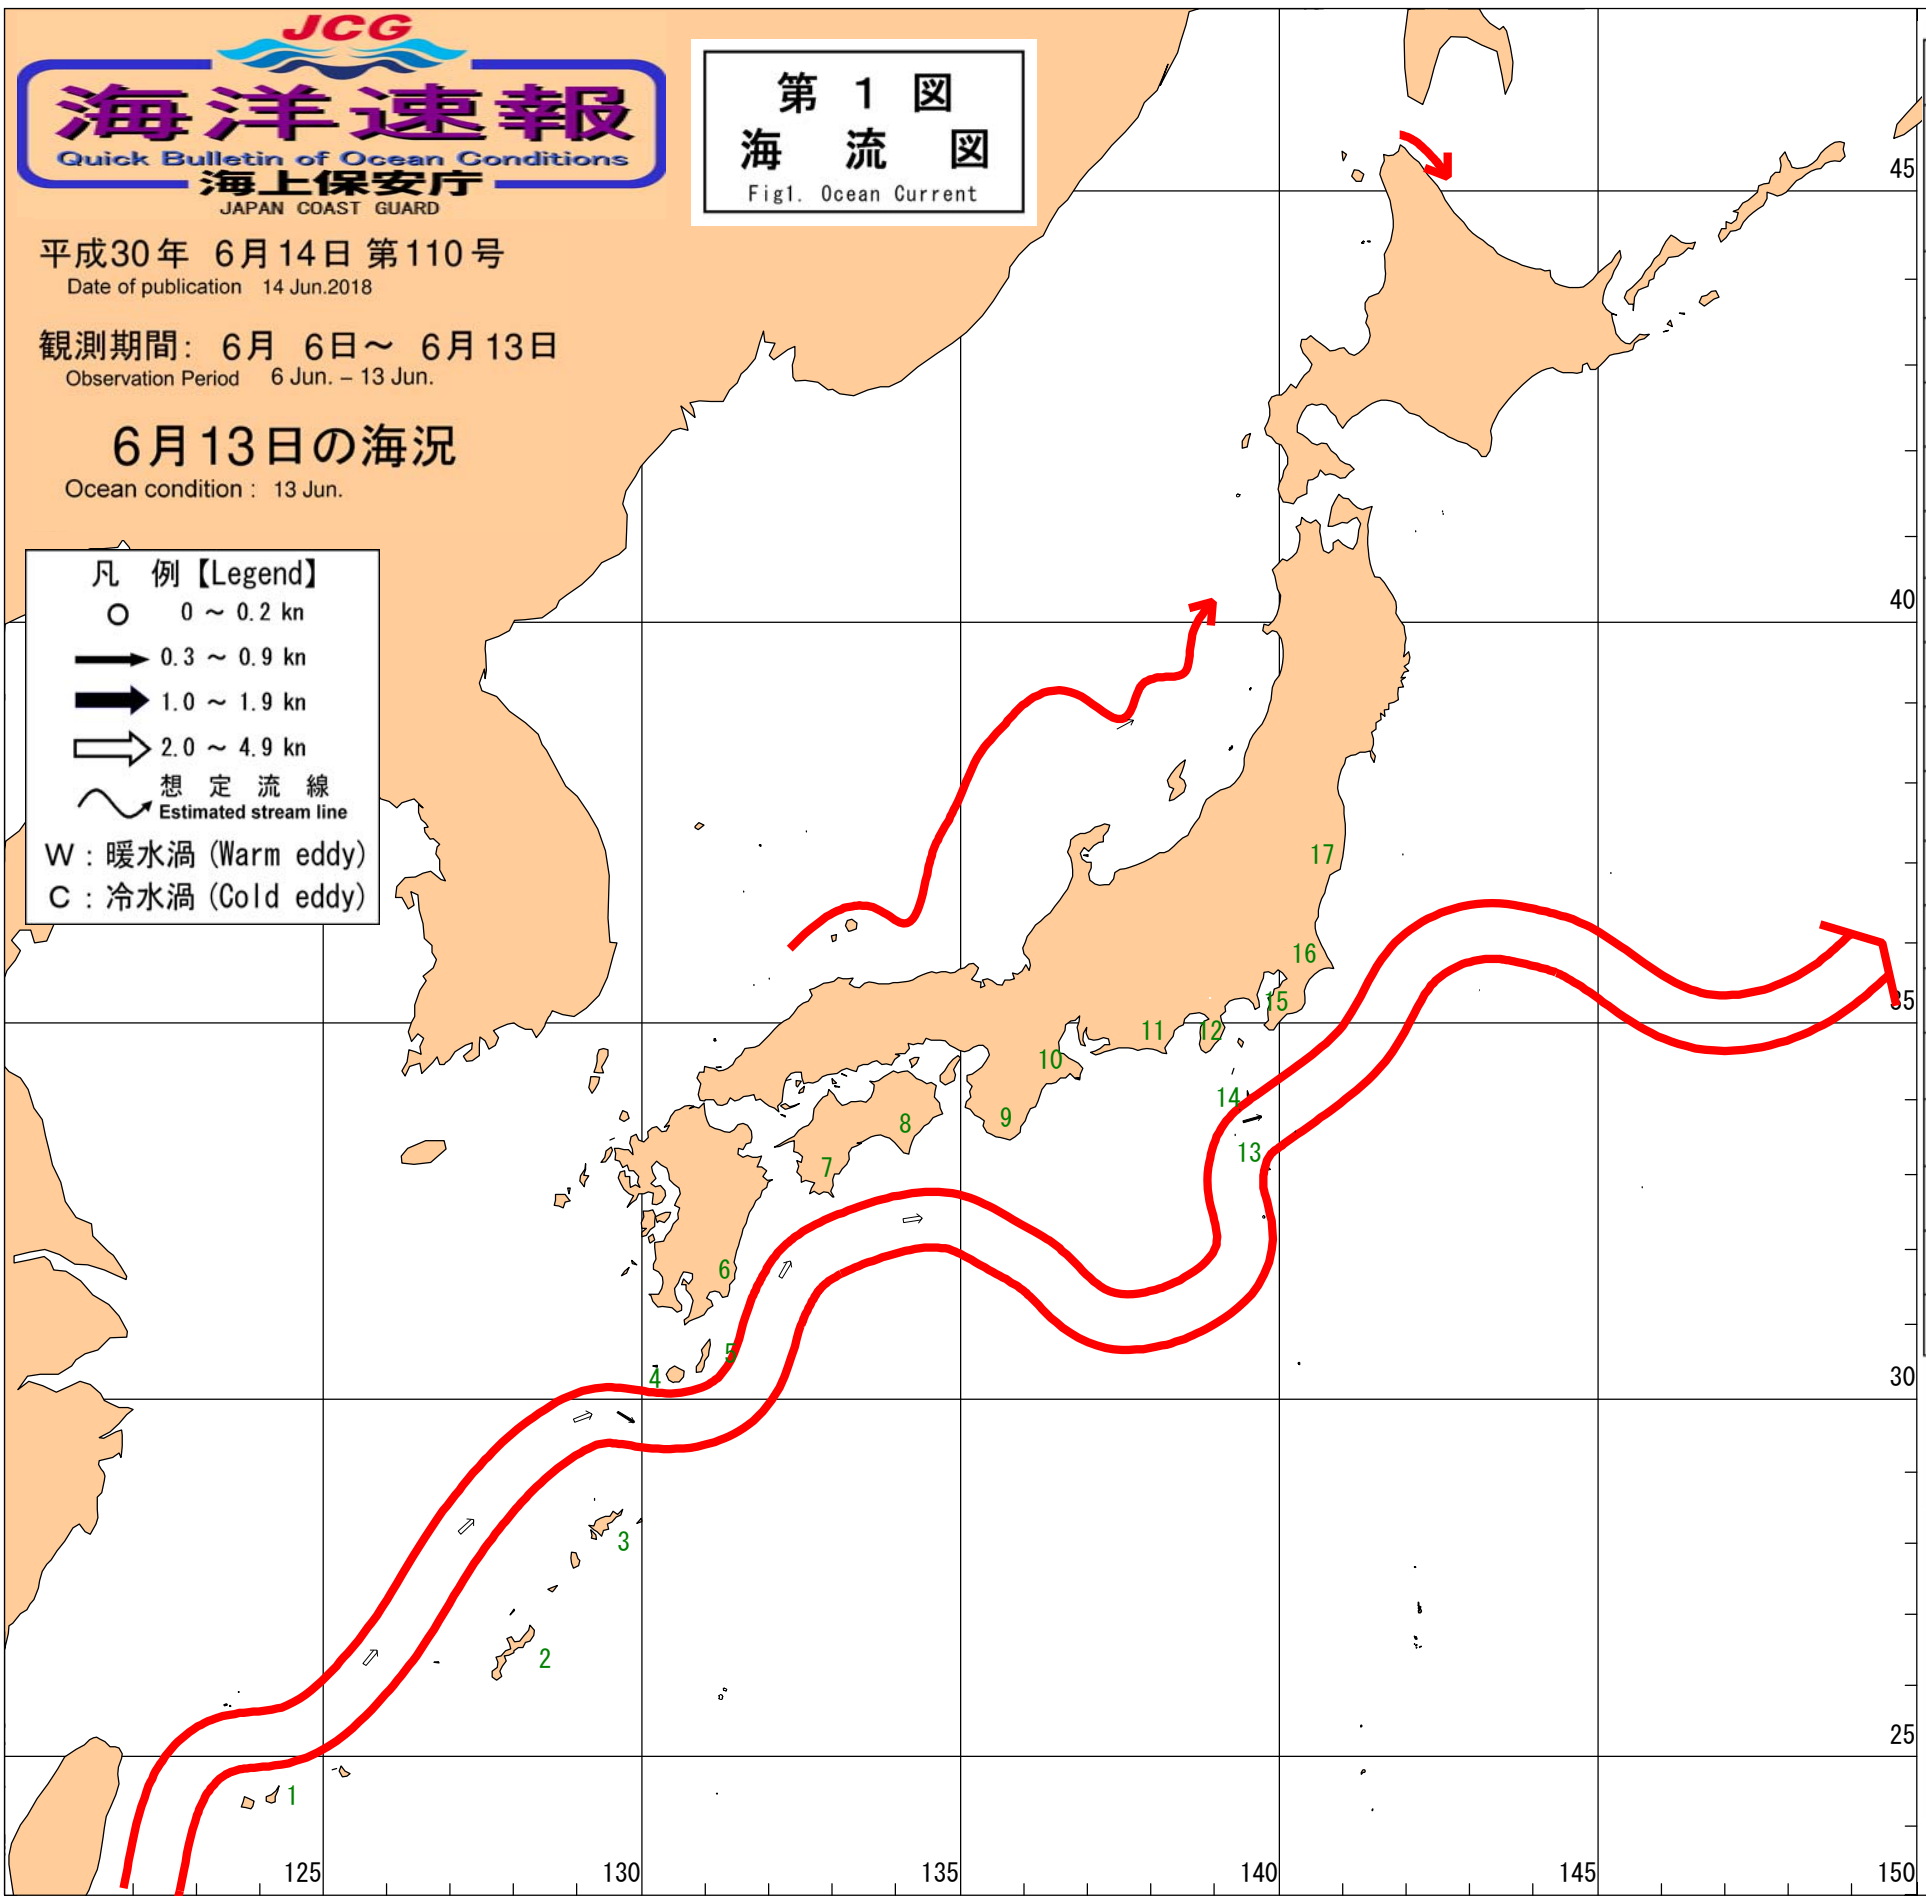 JCG
海洋速報
Quick Bulletin of Ocean Conditions
海上保安庁
JAPAN COAST GUARD
平成30年 6月14日 第110号
Date of publication 14 Jun.2018
観測期間: 6月 6日～ 6月13日
Observation Period 6 Jun. – 13 Jun.
6月13日の海況
Ocean condition : 13 Jun.
第 1 図
海 流 図
Fig1. Ocean Current
凡 例【Legend】
0 ～ 0.2 kn
0.3 ～ 0.9 kn
1.0 ～ 1.9 kn
2.0 ～ 4.9 kn
想 定 流 線
Estimated stream line
W : 暖水渦 (Warm eddy)
C : 冷水渦 (Cold eddy)
45
40
35
30
25
17
16
15
12
11
10
14
13
9
8
7
6
5
4
3
2
1
125
130
135
140
145
150